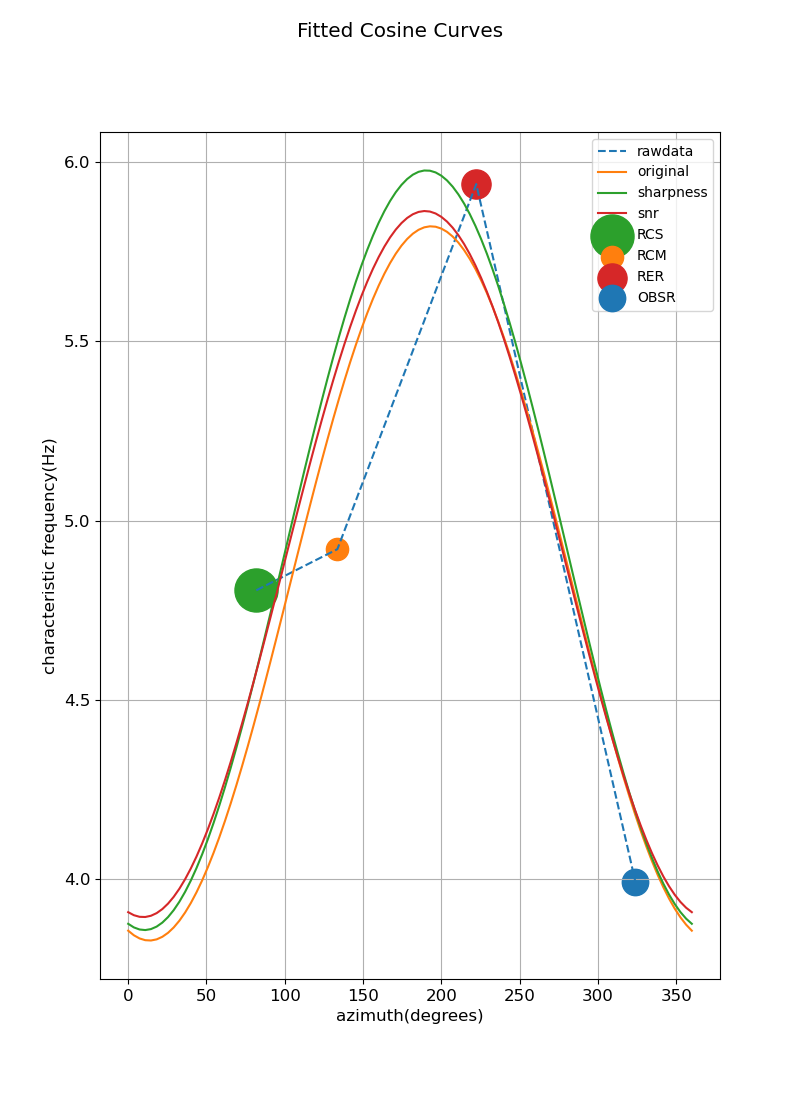 Fitted Cosine Curves
rawdata
original
sharpness
snr
RCS
RCM
RER
OBSR
6.0
5.5
5.0
4.5
4.0
characteristic frequency(Hz)
0 50 100 150 200 250 300 350
azimuth(degrees)